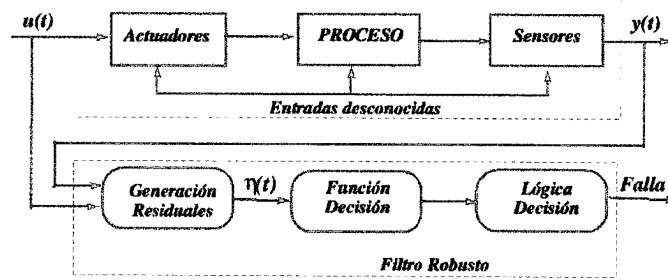 u(t)
Actuadores
PROCESO
Sensores
y(t)
Entradas desconocidas
Generación
Residuales
η(t)
Función
Decisión
Lógica
Decisión
Falla
Filtro Robusto